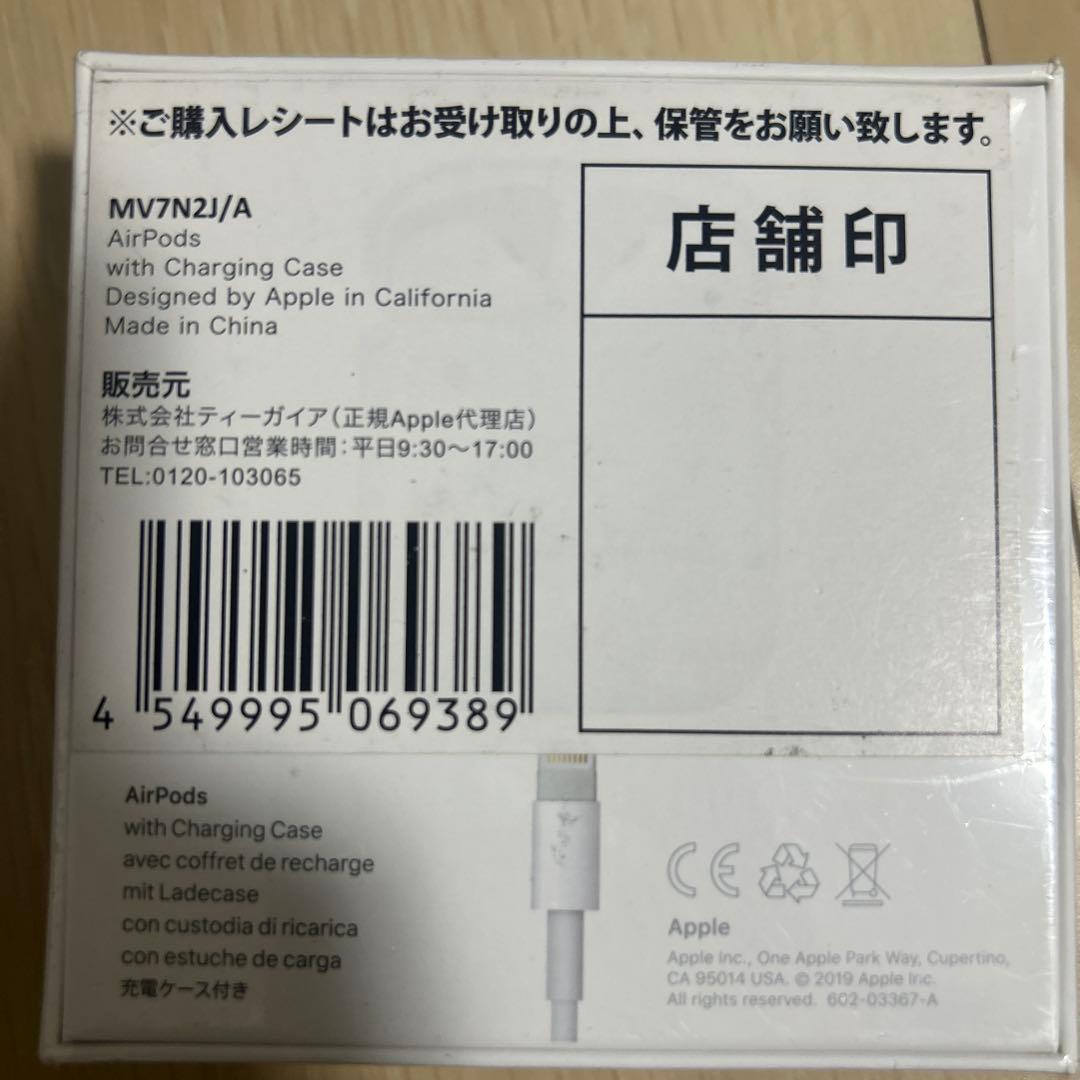 ※ご購入レシートはお受け取りの上、保管をお願い致します。
MV7N2J/A
AirPods
with Charging Case
Designed by Apple in California
Made in China
店舗印
販売元
株式会社ティーガイア(正規Apple代理店)
お問合せ窓口営業時間:平日9:30〜17:00
TEL:0120-103065
4 549995 069389
AirPods
with Charging Case
avec coffret de recharge
mit Ladecase
con custodia di ricarica
con estuche de carga
充電ケース付き
CE
Apple
Apple Inc., One Apple Park Way, Cupertino,
CA 95014 USA. © 2019 Apple Inc.
All rights reserved. 602-03367-A